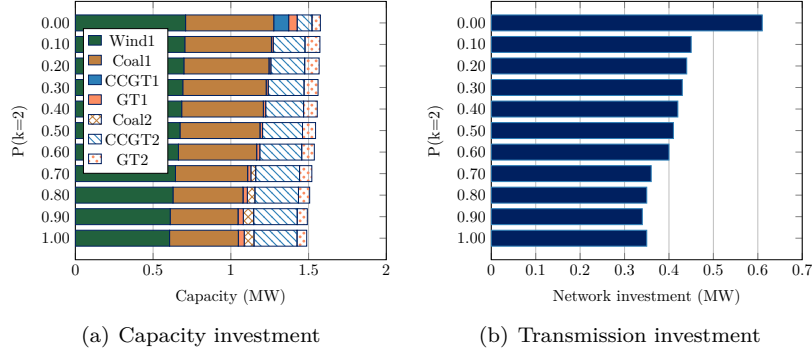 0.00
0.10
0.20
0.30
0.40
0.50
0.60
0.70
0.80
0.90
1.00
P(k=2)
Wind1
Coal1
CCGT1
GT1
Coal2
CCGT2
GT2
0 0.5 1 1.5 2
Capacity (MW)
(a) Capacity investment
0.00
0.10
0.20
0.30
0.40
0.50
0.60
0.70
0.80
0.90
1.00
P(k=2)
0 0.1 0.2 0.3 0.4 0.5 0.6 0.7
Network investment (MW)
(b) Transmission investment